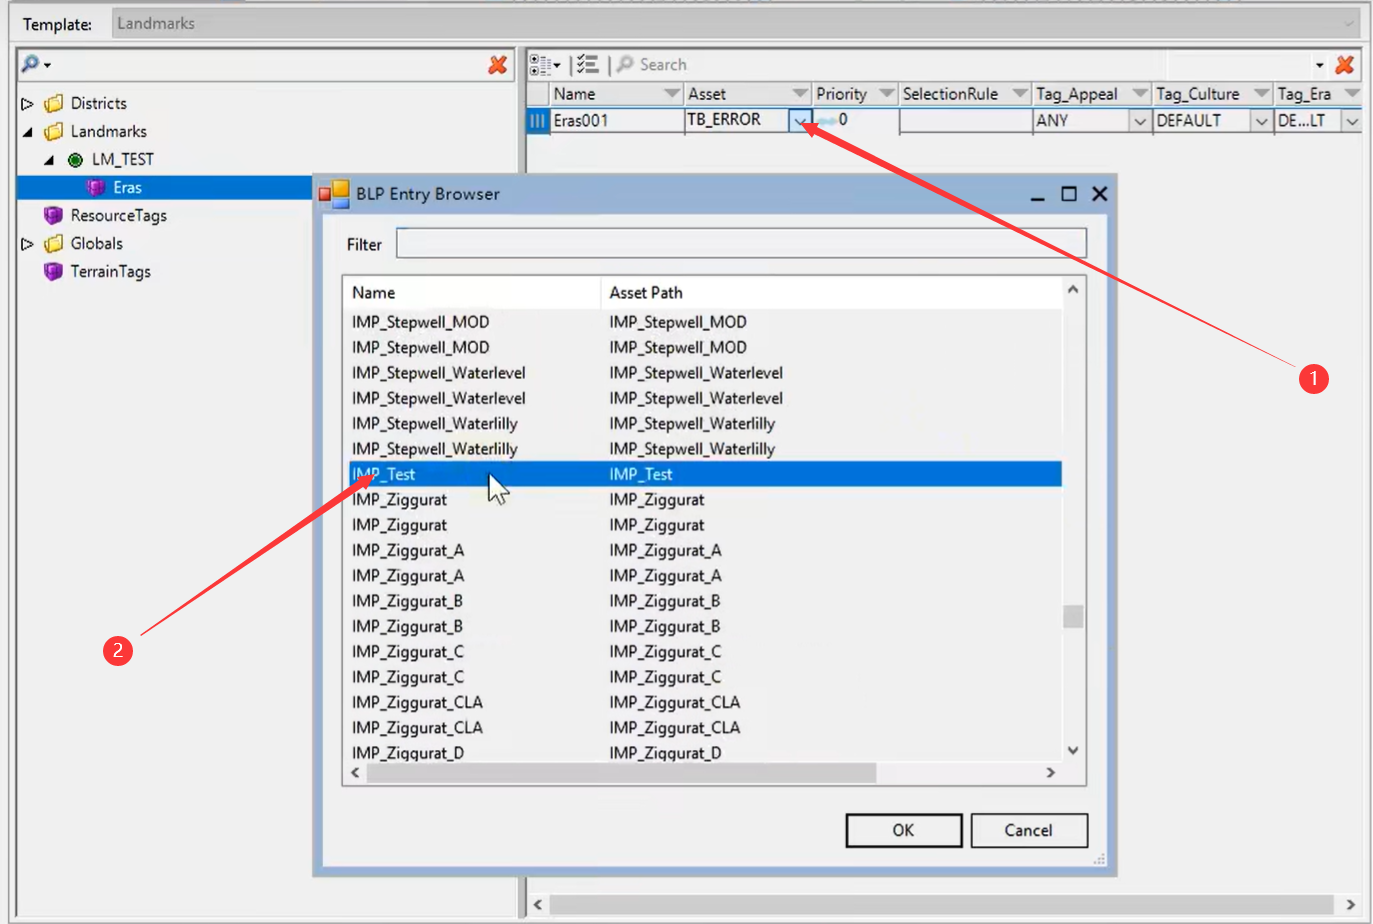 Template: Landmarks
Search
Districts
Landmarks
LM_TEST
Eras
ResourceTags
Globals
TerrainTags
Name Asset Priority SelectionRule Tag_Appeal Tag_Culture Tag_Era
Eras001 TB_ERROR 0 ANY DEFAULT DE...LT
BLP Entry Browser
Filter
Name Asset Path
IMP_Stepwell_MOD IMP_Stepwell_MOD
IMP_Stepwell_MOD IMP_Stepwell_MOD
IMP_Stepwell_Waterlevel IMP_Stepwell_Waterlevel
IMP_Stepwell_Waterlevel IMP_Stepwell_Waterlevel
IMP_Stepwell_Waterlilly IMP_Stepwell_Waterlilly
IMP_Stepwell_Waterlilly IMP_Stepwell_Waterlilly
IMP_Test IMP_Test
IMP_Ziggurat IMP_Ziggurat
IMP_Ziggurat IMP_Ziggurat
IMP_Ziggurat_A IMP_Ziggurat_A
IMP_Ziggurat_A IMP_Ziggurat_A
IMP_Ziggurat_B IMP_Ziggurat_B
IMP_Ziggurat_B IMP_Ziggurat_B
IMP_Ziggurat_C IMP_Ziggurat_C
IMP_Ziggurat_C IMP_Ziggurat_C
IMP_Ziggurat_CLA IMP_Ziggurat_CLA
IMP_Ziggurat_CLA IMP_Ziggurat_CLA
IMP_Ziggurat_D IMP_Ziggurat_D
OK Cancel
1
2